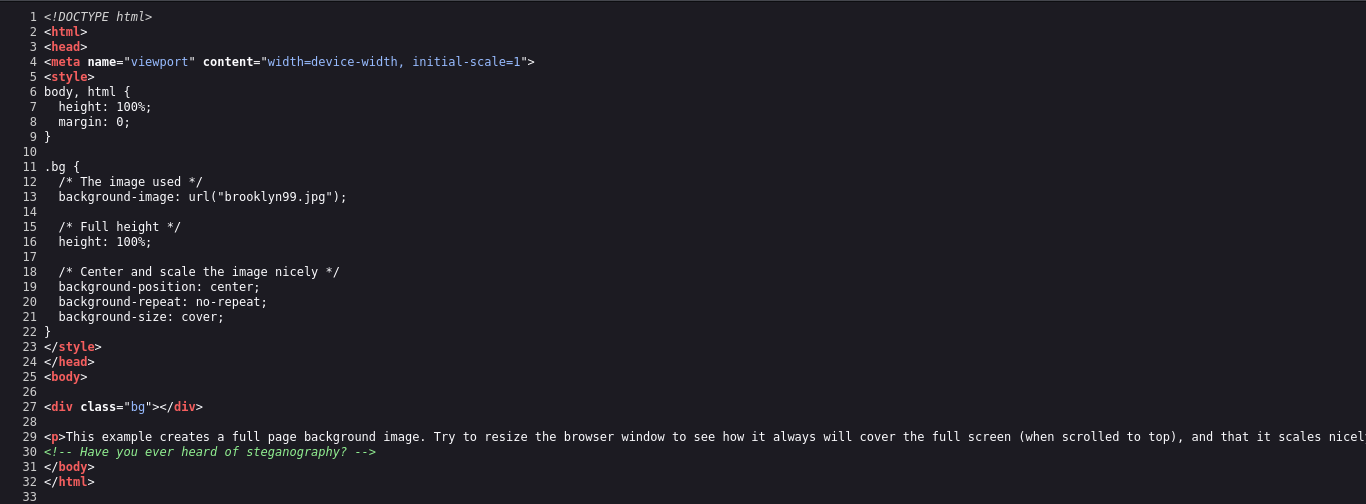 1 <!DOCTYPE html>
2 <html>
3 <head>
4 <meta name="viewport" content="width=device-width, initial-scale=1">
5 <style>
6 body, html {
7   height: 100%;
8   margin: 0;
9 }
10
11 .bg {
12   /* The image used */
13   background-image: url("brooklyn99.jpg");
14
15   /* Full height */
16   height: 100%;
17
18   /* Center and scale the image nicely */
19   background-position: center;
20   background-repeat: no-repeat;
21   background-size: cover;
22 }
23 </style>
24 </head>
25 <body>
26
27 <div class="bg"></div>
28
29 <p>This example creates a full page background image. Try to resize the browser window to see how it always will cover the full screen (when scrolled to top), and that it scales nicel
30 <!-- Have you ever heard of steganography? -->
31 </body>
32 </html>
33